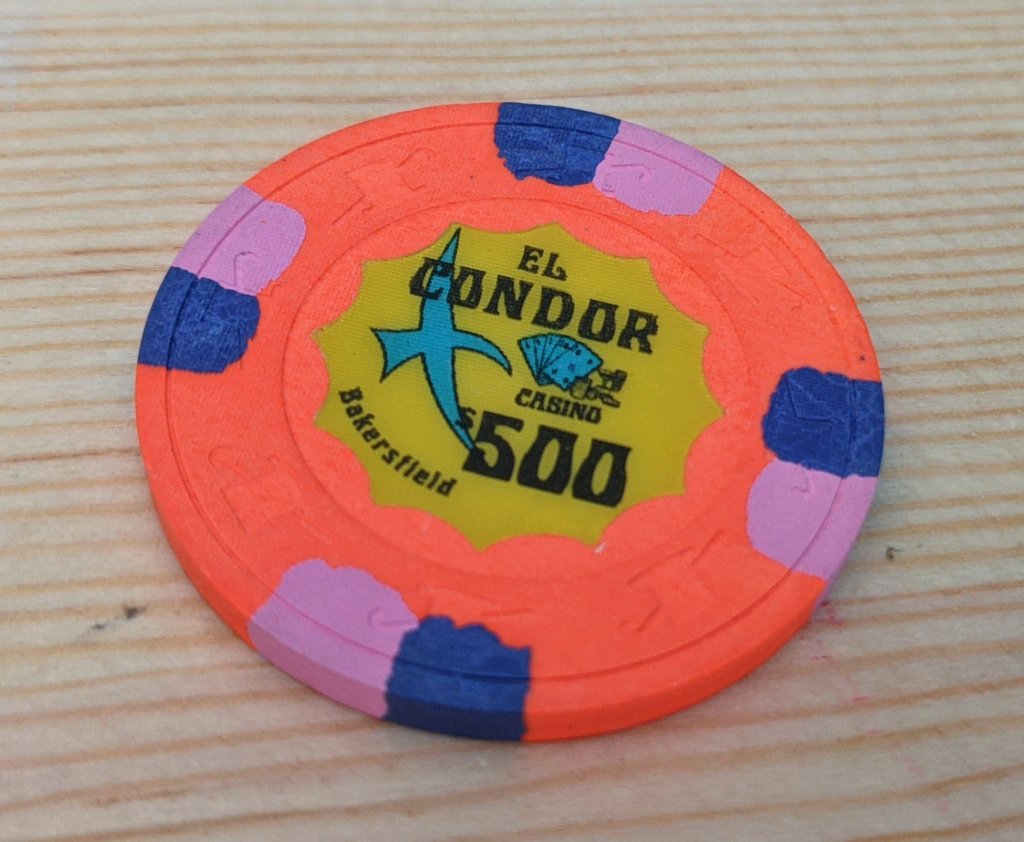 EL
CONDOR
CASINO
$500
Bakersfield